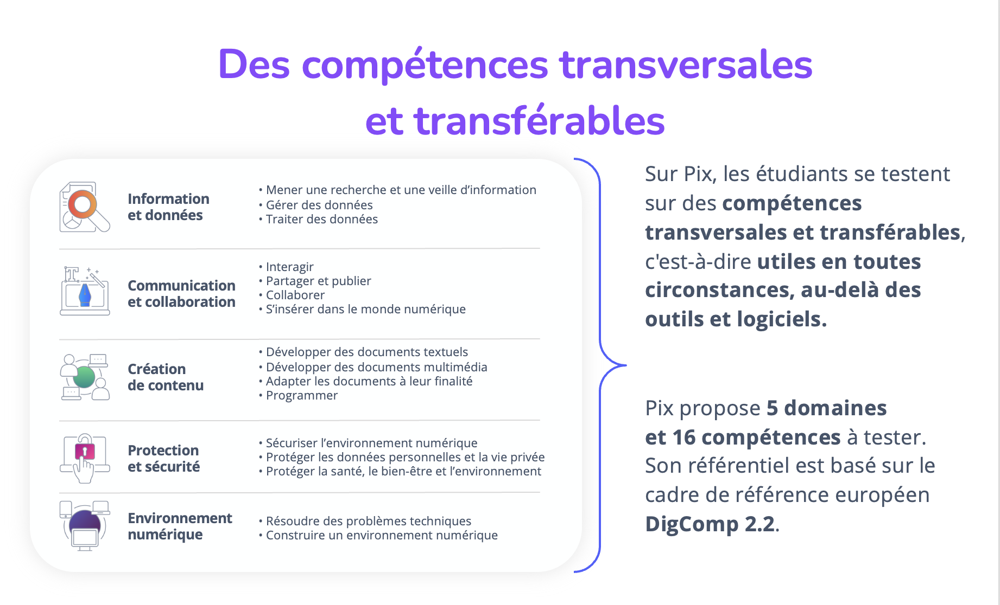 Des compétences transversales
et transférables
Information
et données
• Mener une recherche et une veille d’information
• Gérer des données
• Traiter des données
Communication
et collaboration
• Interagir
• Partager et publier
• Collaborer
• S’insérer dans le monde numérique
Création
de contenu
• Développer des documents textuels
• Développer des documents multimédia
• Adapter les documents à leur finalité
• Programmer
Protection
et sécurité
• Sécuriser l’environnement numérique
• Protéger les données personnelles et la vie privée
• Protéger la santé, le bien-être et l’environnement
Environnement
numérique
• Résoudre des problèmes techniques
• Construire un environnement numérique
Sur Pix, les étudiants se testent
sur des compétences
transversales et transférables,
c'est-à-dire utiles en toutes
circonstances, au-delà des
outils et logiciels.
Pix propose 5 domaines
et 16 compétences à tester.
Son référentiel est basé sur le
cadre de référence européen
DigComp 2.2.